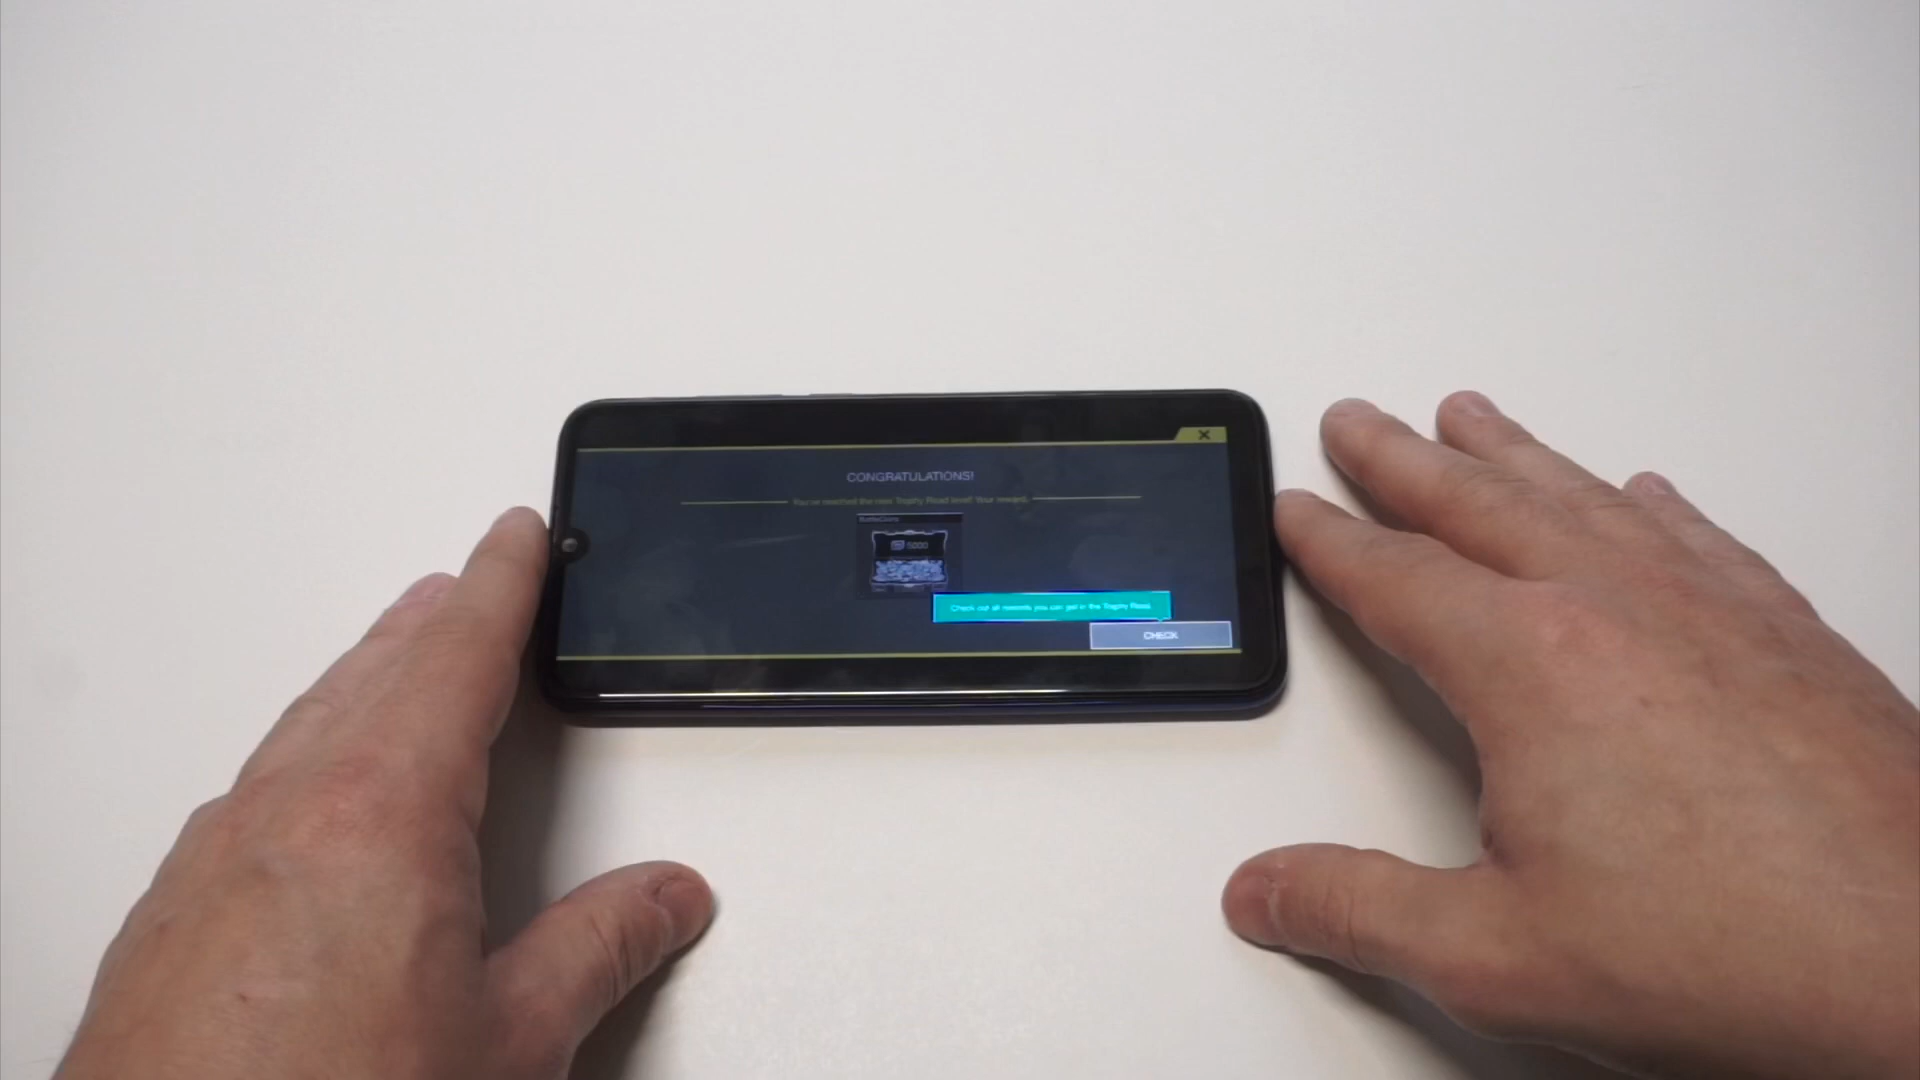 X
CONGRATULATIONS!
You've reached the new Trophy Road level! Your reward:
BattleCoins
5000
Check out all rewards you can get in the Trophy Road
CHECK